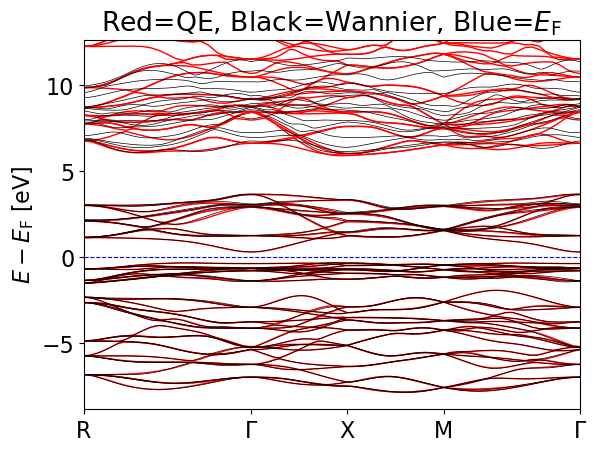 Red=QE, Black=Wannier, Blue=E_F
E − E_F [eV]
10
5
0
−5
R Γ X M Γ